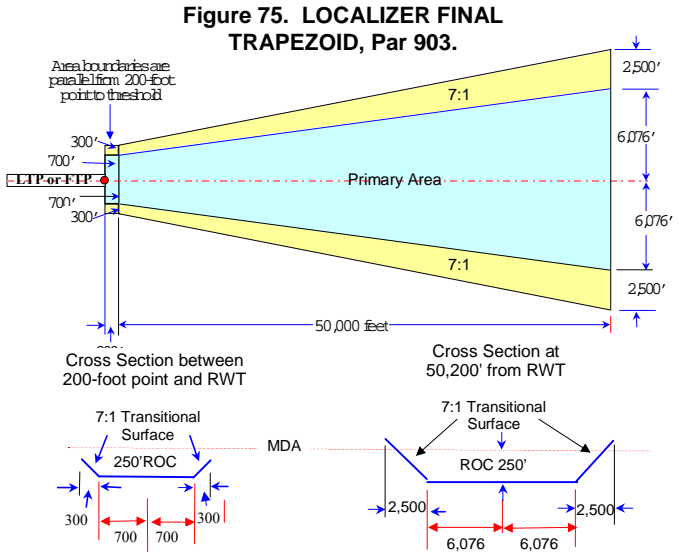 Figure 75. LOCALIZER FINAL
TRAPEZOID, Par 903.
Area boundaries are
parallel from 200-foot
point to threshold
2,500′
7:1
300′
6,076′
700′
LTP or FTP
Primary Area
700′
300′
6,076′
7:1
2,500′
50,000 feet
Cross Section between
200-foot point and RWT
Cross Section at
50,200' from RWT
7:1 Transitional
Surface
7:1 Transitional
Surface
MDA
250'ROC
ROC 250'
300
300
2,500
2,500
700
700
6,076
6,076